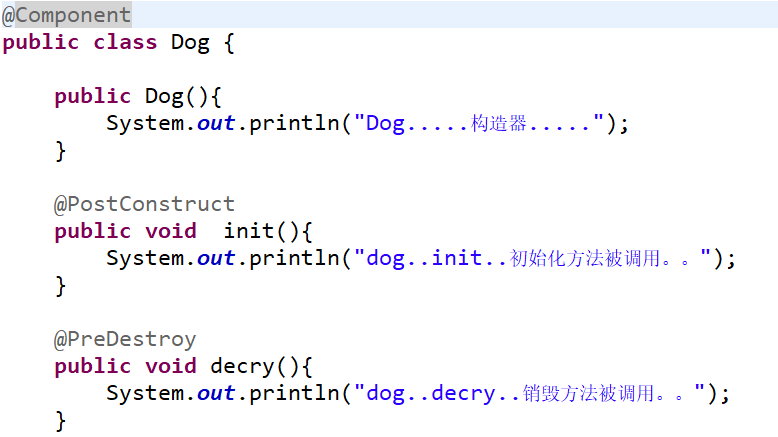 @Component
public class Dog {
public Dog(){
System.out.println("Dog.....构造器.....");
}
@PostConstruct
public void  init(){
System.out.println("dog..init..初始化方法被调用。。");
}
@PreDestroy
public void decry(){
System.out.println("dog..decry..销毁方法被调用。。");
}